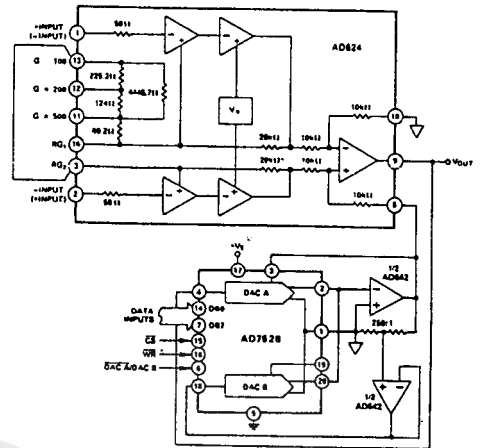 +INPUT
(−INPUT)
1
50Ω
AD624
G 100
13
225.3Ω
G = 200
12
124Ω
4445.7Ω
G = 500
11
80.2Ω
VB
RG1
16
20kΩ
10kΩ
10kΩ
10
RG2
3
20kΩ
10kΩ
9
VOUT
−INPUT
(+INPUT)
2
50Ω
10kΩ
+VS
17
3
4
DAC A
2
1/2
AD642
DATA
INPUTS
14
DB0
7
DB7
AD7528
CS
15
WR
16
DAC A/DAC B
6
19
20
18
DAC B
5
1/2
AD642